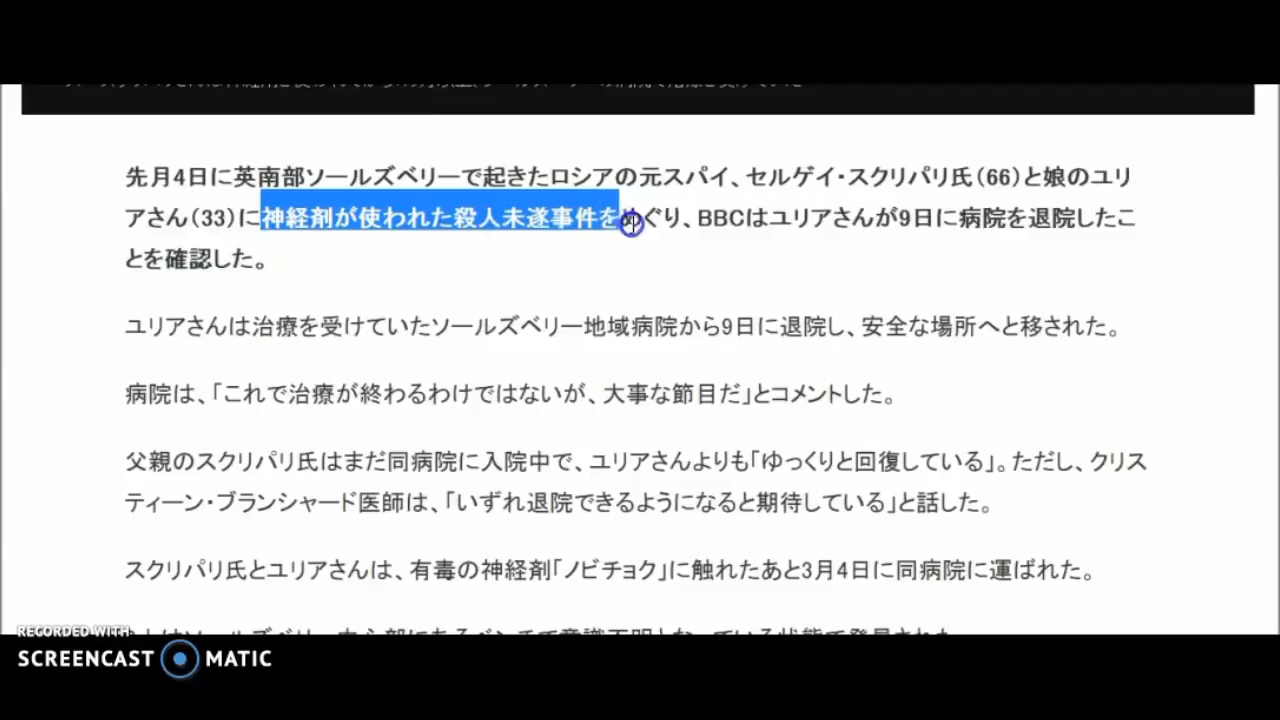 先月4日に英南部ソールズベリーで起きたロシアの元スパイ、セルゲイ・スクリパリ氏(66)と娘のユリ
アさん(33)に神経剤が使われた殺人未遂事件をめぐり、BBCはユリアさんが9日に病院を退院したこ
とを確認した。
ユリアさんは治療を受けていたソールズベリー地域病院から9日に退院し、安全な場所へと移された。
病院は、「これで治療が終わるわけではないが、大事な節目だ」とコメントした。
父親のスクリパリ氏はまだ同病院に入院中で、ユリアさんよりも「ゆっくりと回復している」。ただし、クリス
ティーン・ブランシャード医師は、「いずれ退院できるようになると期待している」と話した。
スクリパリ氏とユリアさんは、有毒の神経剤「ノビチョク」に触れたあと3月4日に同病院に運ばれた。
RECORDED WITH
SCREENCAST MATIC